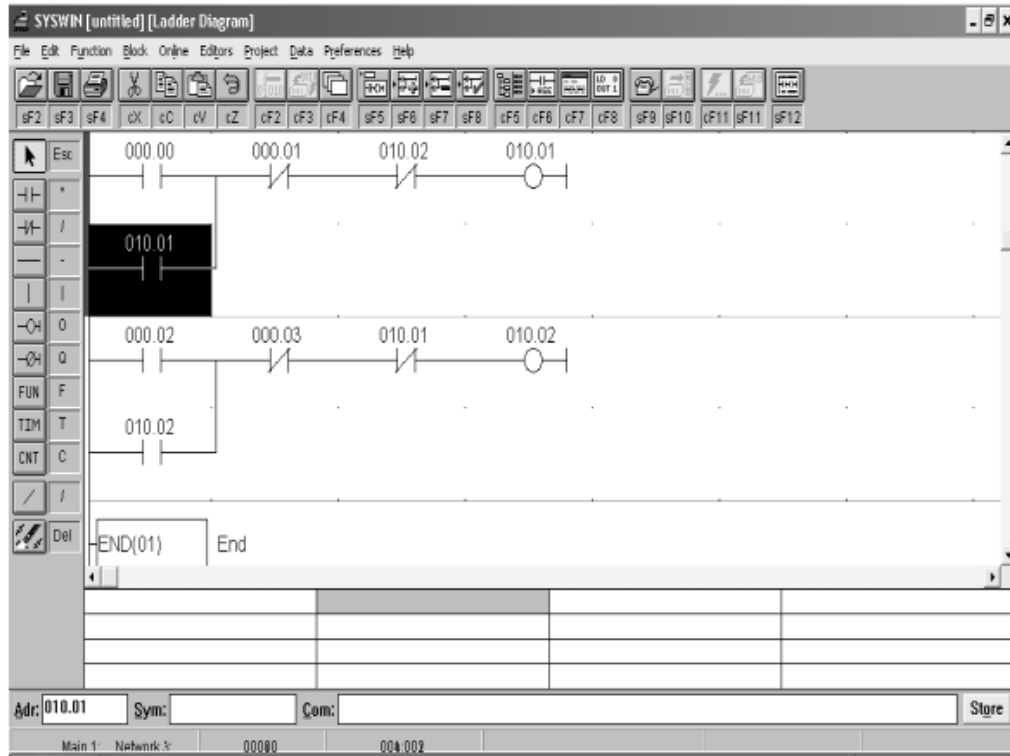 SYSWIN [untitled] [Ladder Diagram]
File Edit Function Block Online Editors Project Data Preferences Help
LD 0
OUT 1
sF2 sF3 sF4 cX cC cV cZ cF2 cF3 cF4 sF5 sF6 sF7 sF8 cF5 cF6 cF7 cF8 sF9 sF10 cF11 sF11 sF12
Esc
"
/
-
|
O
Q
FUN F
TIM T
CNT C
/
Del
000.00 000.01 010.02 010.01
010.01
000.02 000.03 010.01 010.02
010.02
END(01) End
Adr: 010.01 Sym: Com: Store
Main 1: Network 3: 00080 004:002